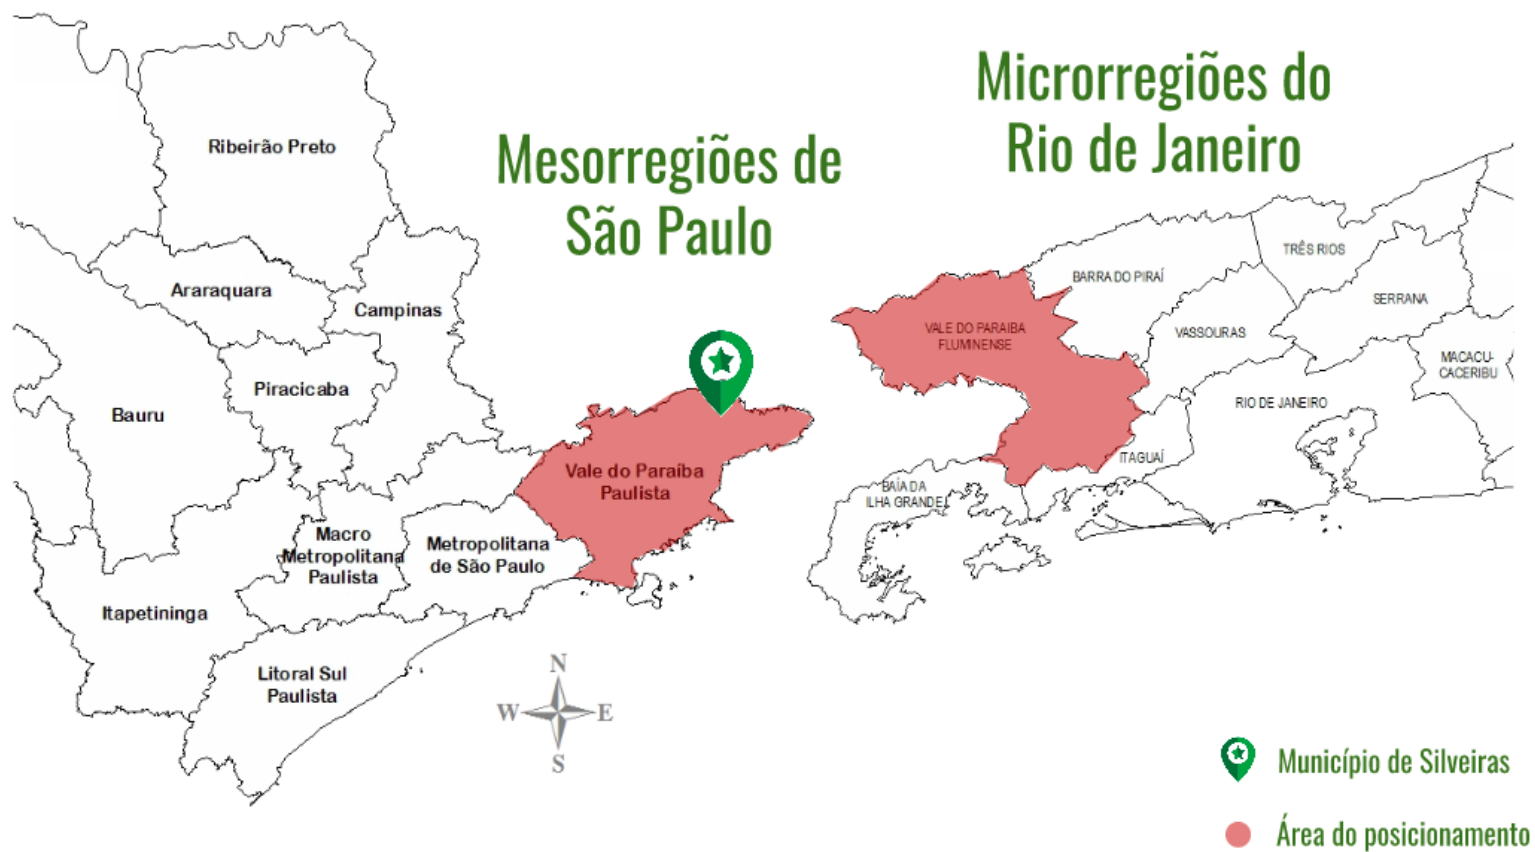 Microrregiões do
Rio de Janeiro
Mesorregiões de
São Paulo
Ribeirão Preto
Araraquara
Campinas
Piracicaba
Bauru
Vale do Paraíba
Paulista
Macro
Metropolitana
Paulista
Metropolitana
de São Paulo
Itapetininga
Litoral Sul
Paulista
TRÊS RIOS
BARRA DO PIRAÍ
SERRANA
VALE DO PARAIBA
FLUMINENSE
VASSOURAS
MACACU-
CACERIBU
RIO DE JANEIRO
ITAGUAÍ
BAÍA DA
ILHA GRANDE
N
W
E
S
Município de Silveiras
Área do posicionamento